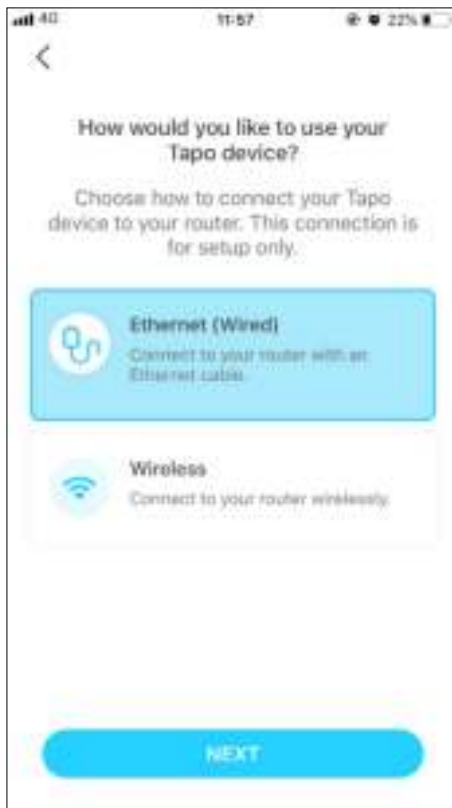 4G 11:57 22%
How would you like to use your
Tapo device?
Choose how to connect your Tapo
device to your router. This connection is
for setup only.
Ethernet (Wired)
Connect to your router with an
Ethernet cable.
Wireless
Connect to your router wirelessly.
NEXT